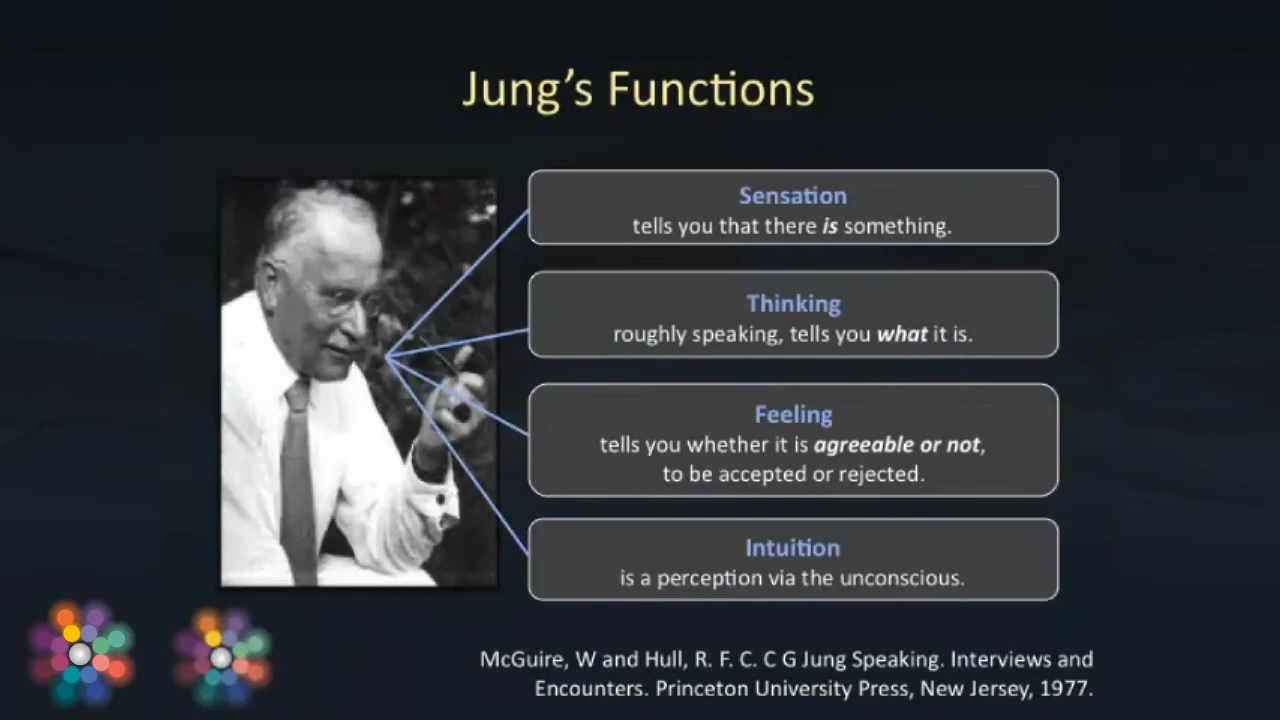 Jung’s Functions
Sensation
tells you that there is something.
Thinking
roughly speaking, tells you what it is.
Feeling
tells you whether it is agreeable or not,
to be accepted or rejected.
Intuition
is a perception via the unconscious.
McGuire, W and Hull, R. F. C. C G Jung Speaking. Interviews and
Encounters. Princeton University Press, New Jersey, 1977.